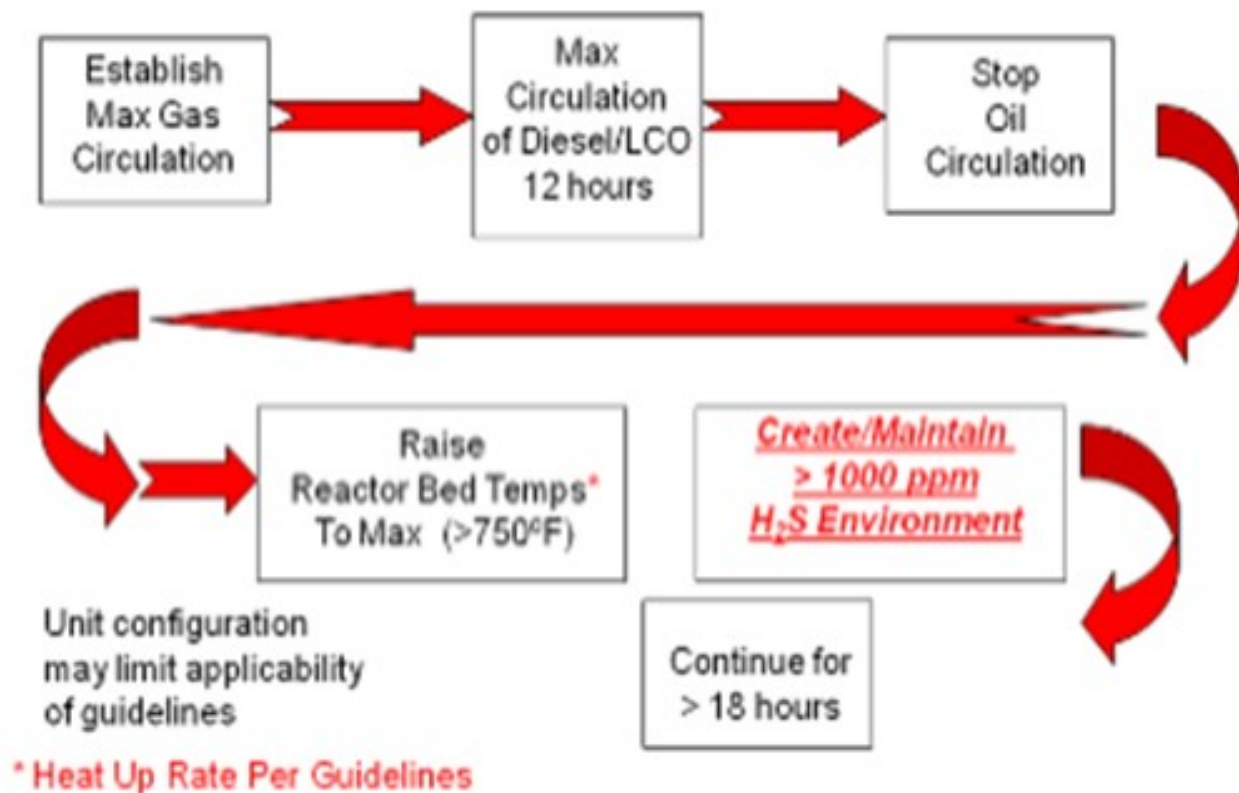 Establish
Max Gas
Circulation
Max
Circulation
of Diesel/LCO
12 hours
Stop
Oil
Circulation
Raise
Reactor Bed Temps*
To Max (>750ºF)
Create/Maintain
> 1000 ppm
H₂S Environment
Unit configuration
may limit applicability
of guidelines
Continue for
> 18 hours
* Heat Up Rate Per Guidelines